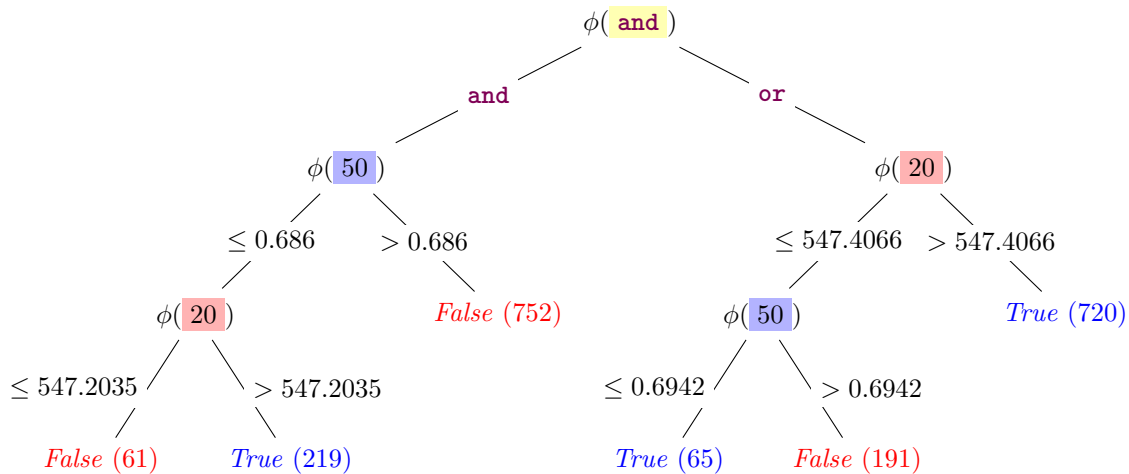 ϕ( and )
and or
ϕ( 50 ) ϕ( 20 )
≤ 0.686 > 0.686 ≤ 547.4066 > 547.4066
ϕ( 20 ) False (752) ϕ( 50 ) True (720)
≤ 547.2035 > 547.2035 ≤ 0.6942 > 0.6942
False (61) True (219) True (65) False (191)